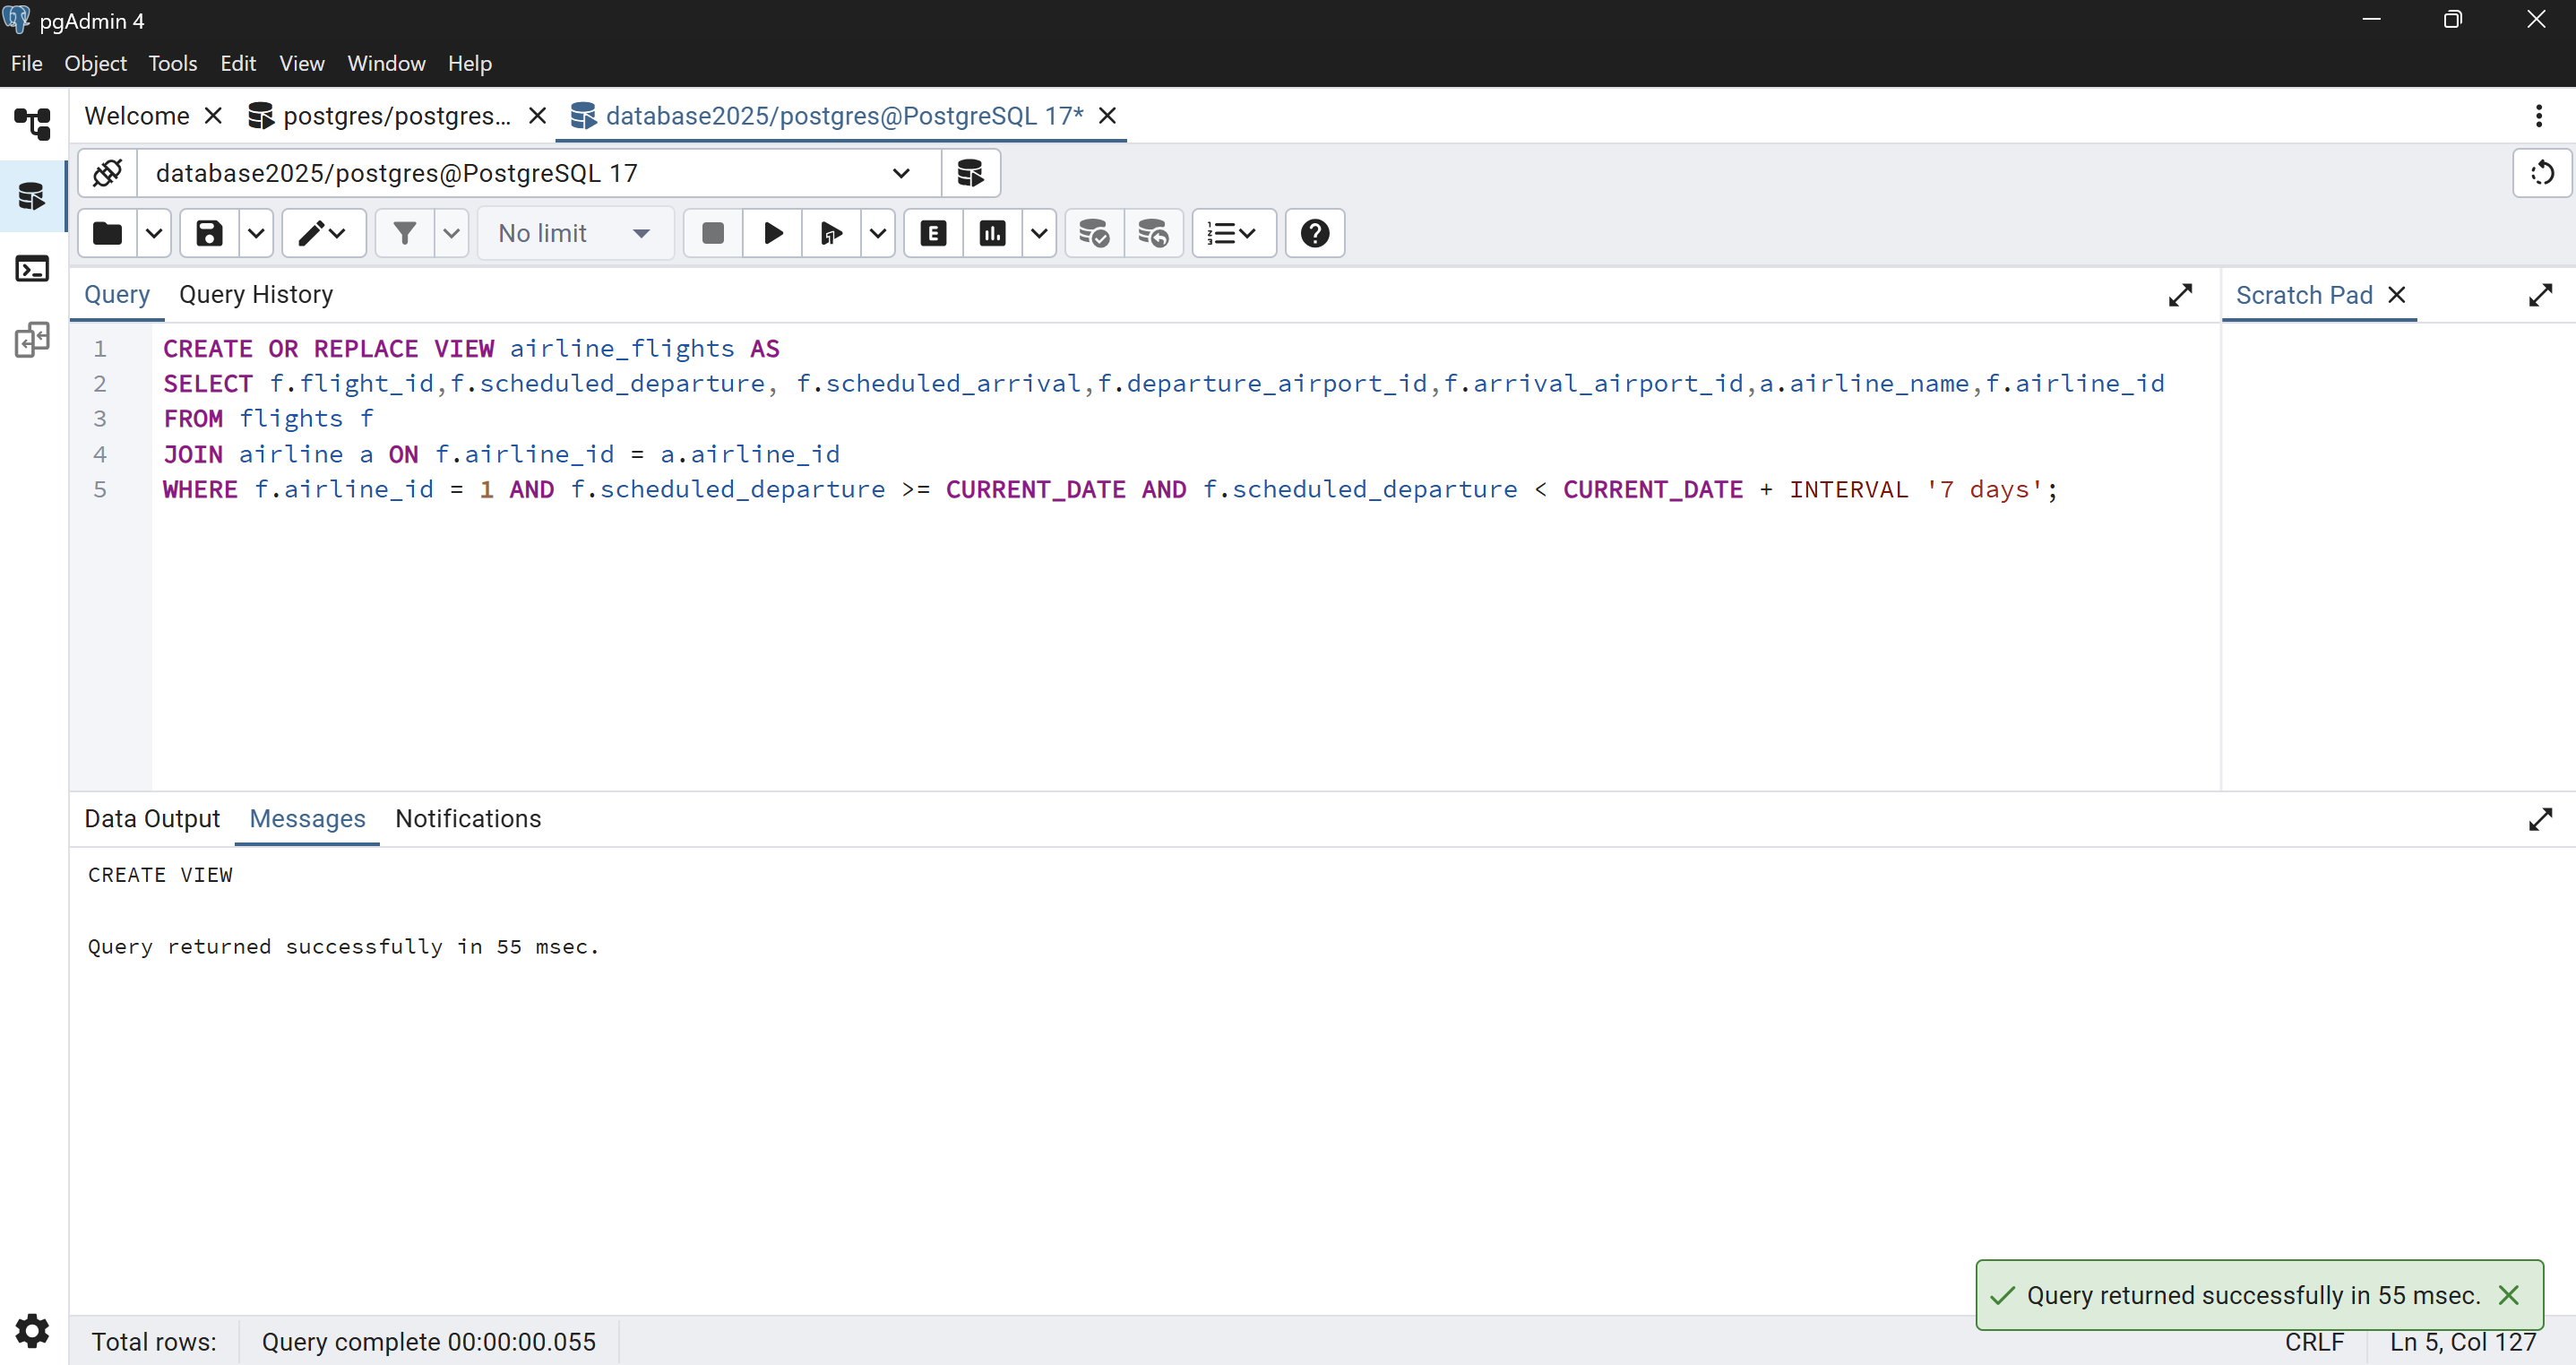 pgAdmin 4
File Object Tools Edit View Window Help
Welcome postgres/postgres... database2025/postgres@PostgreSQL 17*
database2025/postgres@PostgreSQL 17
No limit
Query Query History Scratch Pad
1 CREATE OR REPLACE VIEW airline_flights AS
2 SELECT f.flight_id,f.scheduled_departure, f.scheduled_arrival,f.departure_airport_id,f.arrival_airport_id,a.airline_name,f.airline_id
3 FROM flights f
4 JOIN airline a ON f.airline_id = a.airline_id
5 WHERE f.airline_id = 1 AND f.scheduled_departure >= CURRENT_DATE AND f.scheduled_departure < CURRENT_DATE + INTERVAL '7 days';
Data Output Messages Notifications
CREATE VIEW
Query returned successfully in 55 msec.
Query returned successfully in 55 msec.
Total rows: Query complete 00:00:00.055 CRLF Ln 5, Col 127